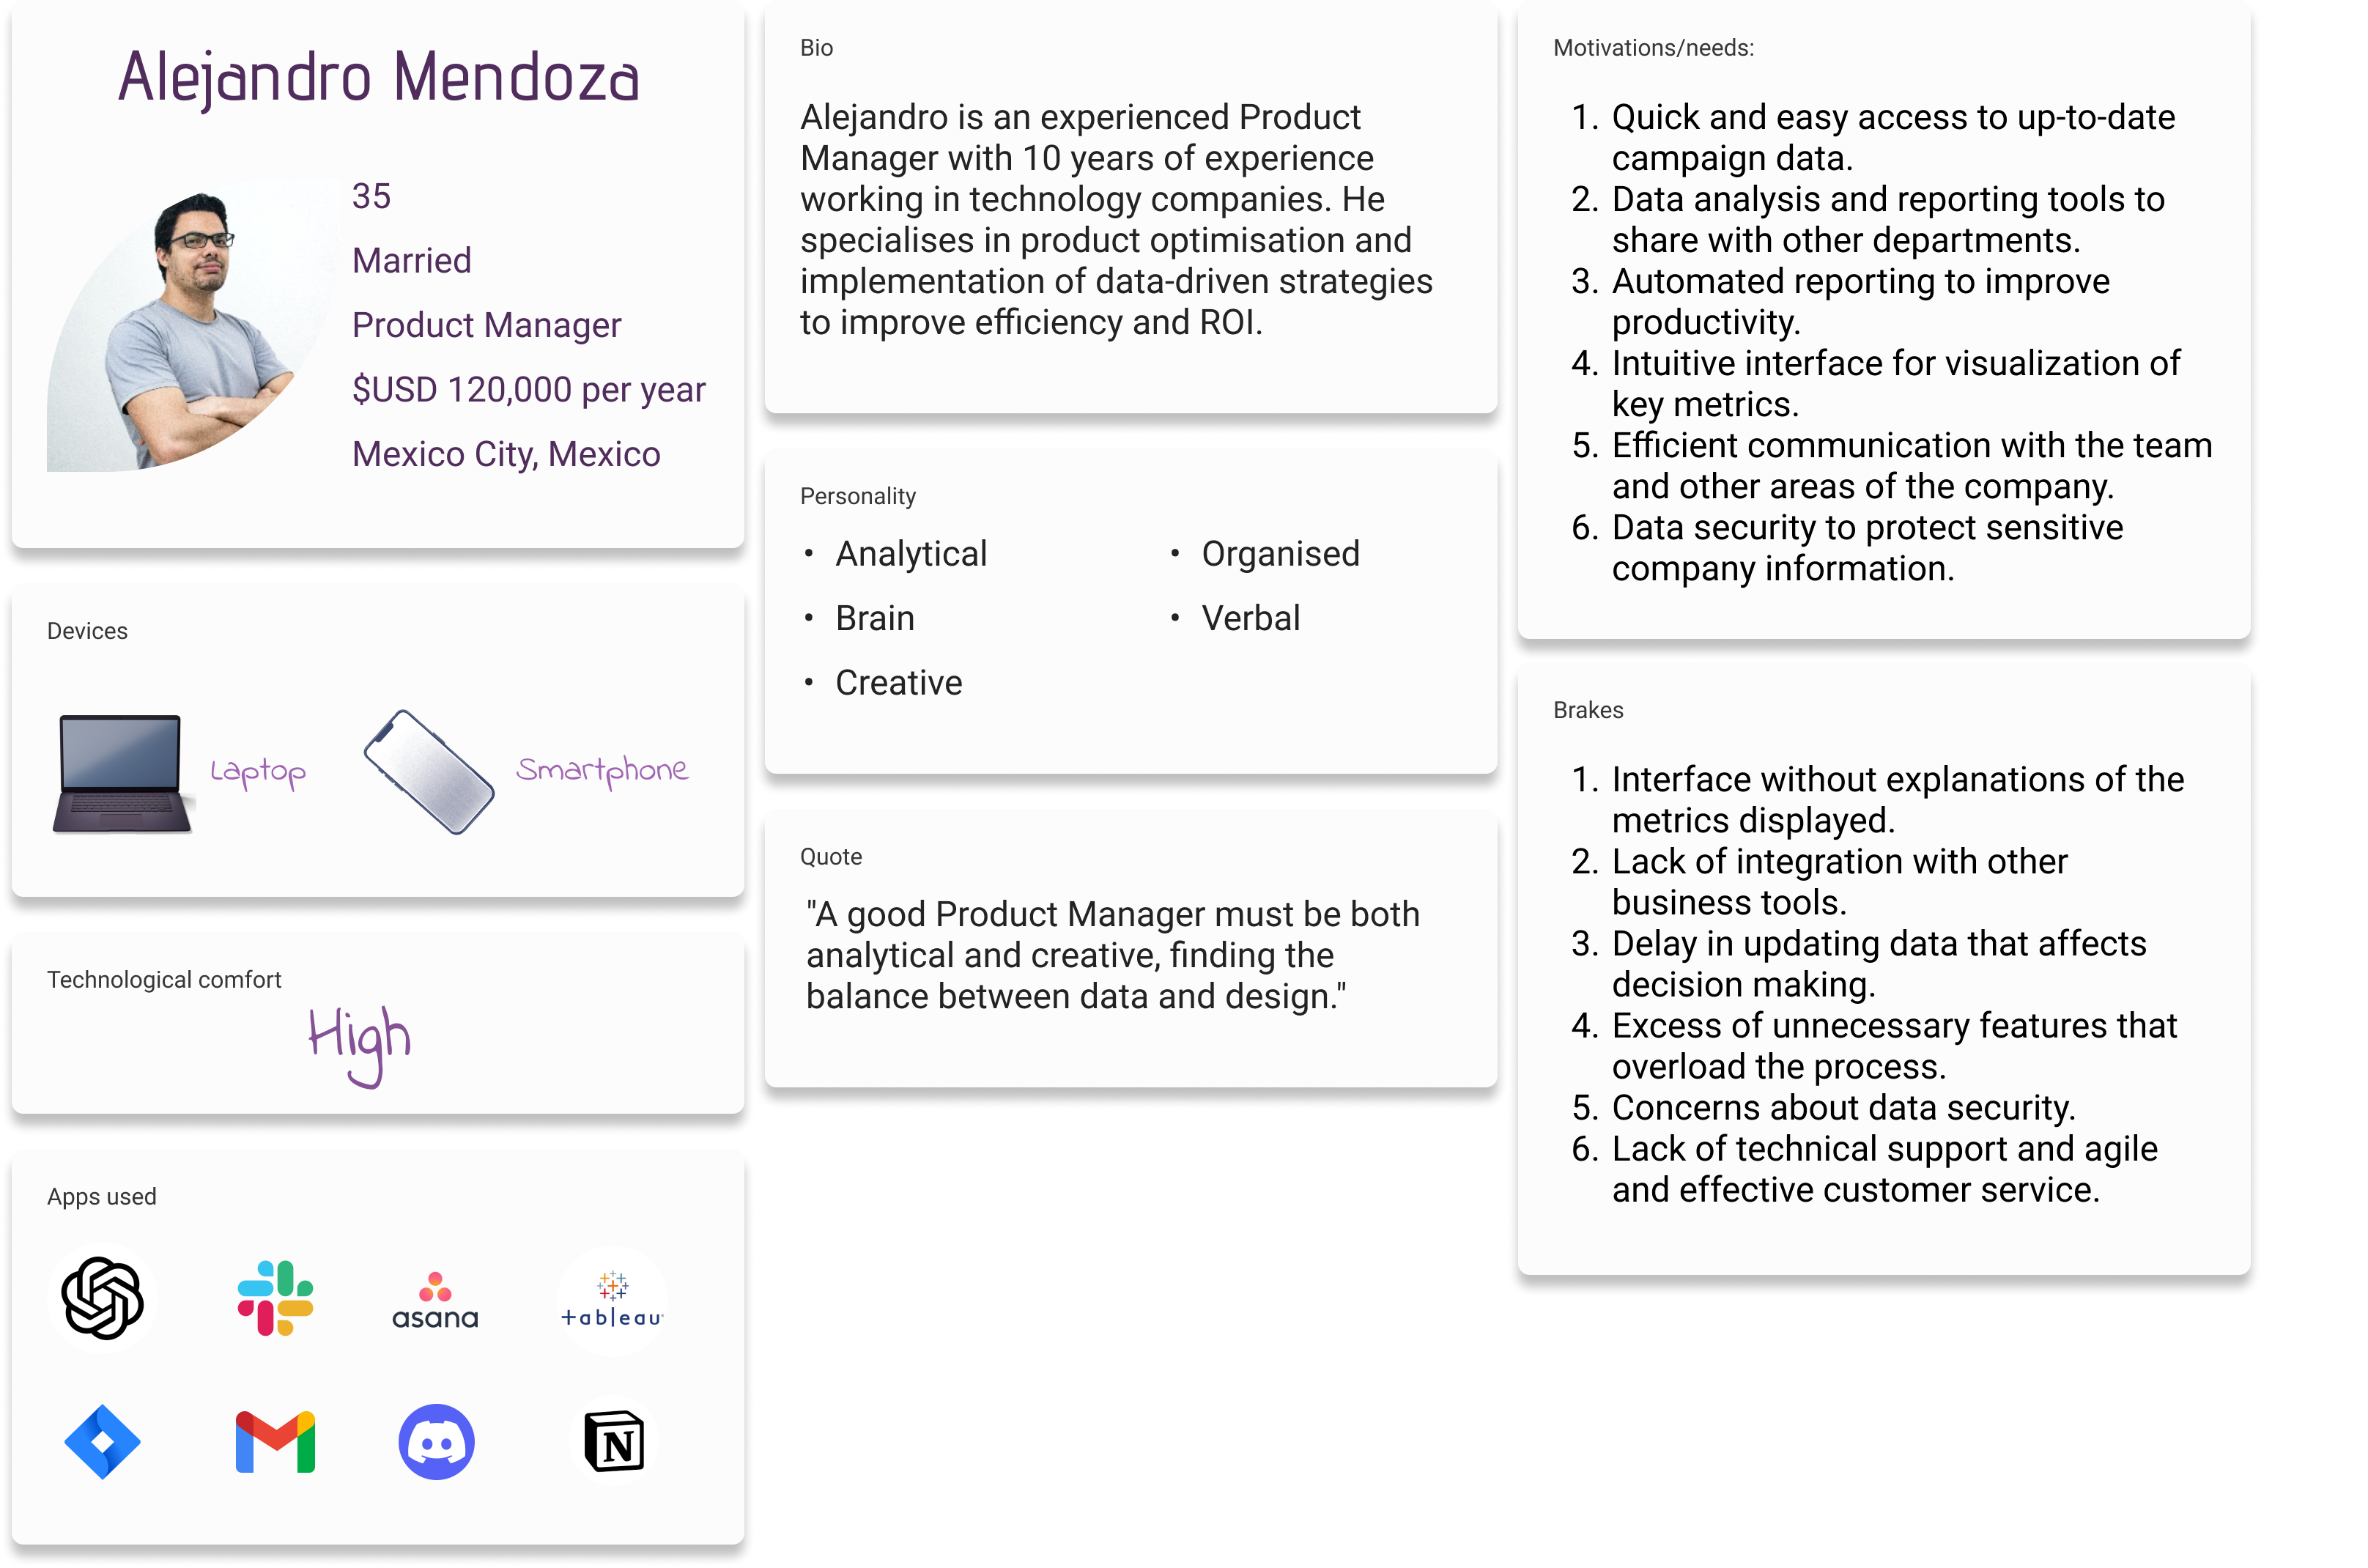 Alejandro Mendoza
35
Married
Product Manager
$USD 120,000 per year
Mexico City, Mexico
Devices
Laptop
Smartphone
Technological comfort
High
Apps used
asana
+ableau
N
Bio
Alejandro is an experienced Product
Manager with 10 years of experience
working in technology companies. He
specialises in product optimisation and
implementation of data-driven strategies
to improve efficiency and ROI.
Personality
• Analytical
• Brain
• Creative
• Organised
• Verbal
Quote
"A good Product Manager must be both
analytical and creative, finding the
balance between data and design."
Motivations/needs:
1. Quick and easy access to up-to-date
campaign data.
2. Data analysis and reporting tools to
share with other departments.
3. Automated reporting to improve
productivity.
4. Intuitive interface for visualization of
key metrics.
5. Efficient communication with the team
and other areas of the company.
6. Data security to protect sensitive
company information.
Brakes
1. Interface without explanations of the
metrics displayed.
2. Lack of integration with other
business tools.
3. Delay in updating data that affects
decision making.
4. Excess of unnecessary features that
overload the process.
5. Concerns about data security.
6. Lack of technical support and agile
and effective customer service.